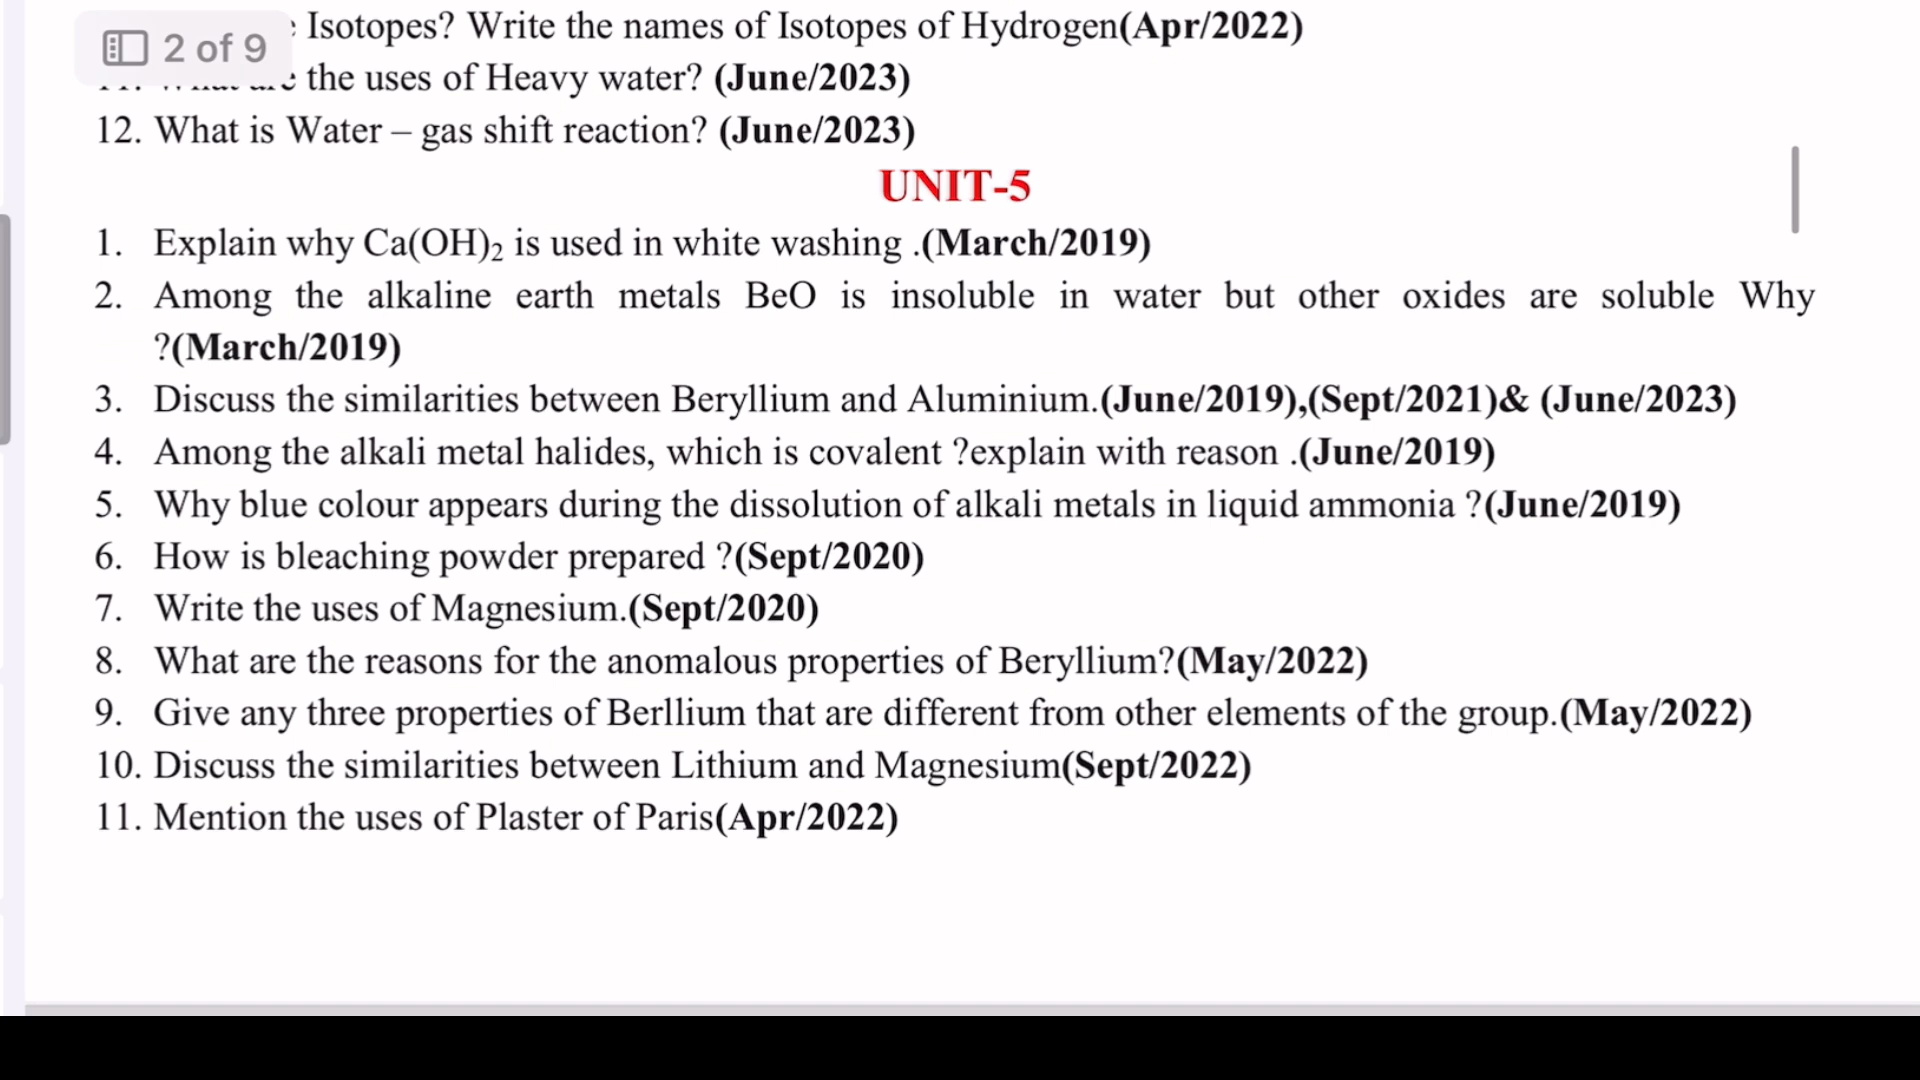 2 of 9
Isotopes? Write the names of Isotopes of Hydrogen(Apr/2022)
the uses of Heavy water? (June/2023)
12. What is Water – gas shift reaction? (June/2023)
UNIT-5
1. Explain why Ca(OH)₂ is used in white washing .(March/2019)
2. Among the alkaline earth metals BeO is insoluble in water but other oxides are soluble Why
?(March/2019)
3. Discuss the similarities between Beryllium and Aluminium.(June/2019),(Sept/2021)& (June/2023)
4. Among the alkali metal halides, which is covalent ?explain with reason .(June/2019)
5. Why blue colour appears during the dissolution of alkali metals in liquid ammonia ?(June/2019)
6. How is bleaching powder prepared ?(Sept/2020)
7. Write the uses of Magnesium.(Sept/2020)
8. What are the reasons for the anomalous properties of Beryllium?(May/2022)
9. Give any three properties of Berllium that are different from other elements of the group.(May/2022)
10. Discuss the similarities between Lithium and Magnesium(Sept/2022)
11. Mention the uses of Plaster of Paris(Apr/2022)